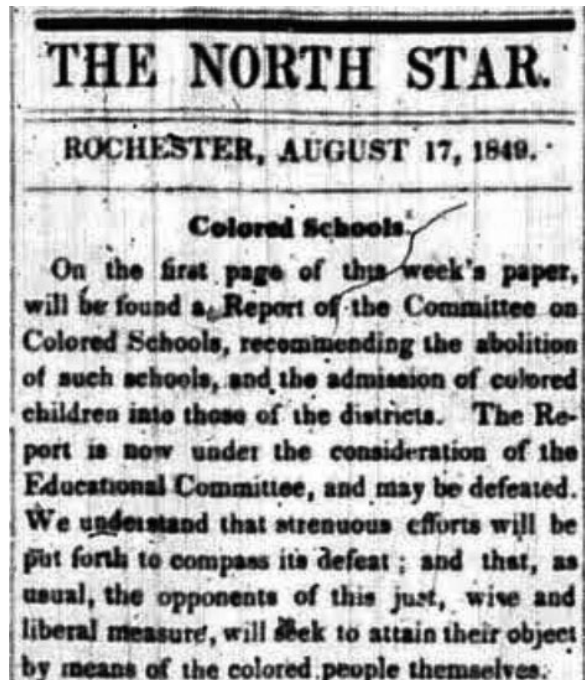 THE NORTH STAR.
ROCHESTER, AUGUST 17, 1849.
Colored Schools.
On the first page of this week's paper,
will be found a Report of the Committee on
Colored Schools, recommending the abolition
of such schools, and the admission of colored
children into those of the districts. The Re-
port is now under the consideration of the
Educational Committee, and may be defeated.
We understand that strenuous efforts will be
put forth to compass its defeat; and that, as
usual, the opponents of this just, wise and
liberal measure, will seek to attain their object
by means of the colored people themselves.